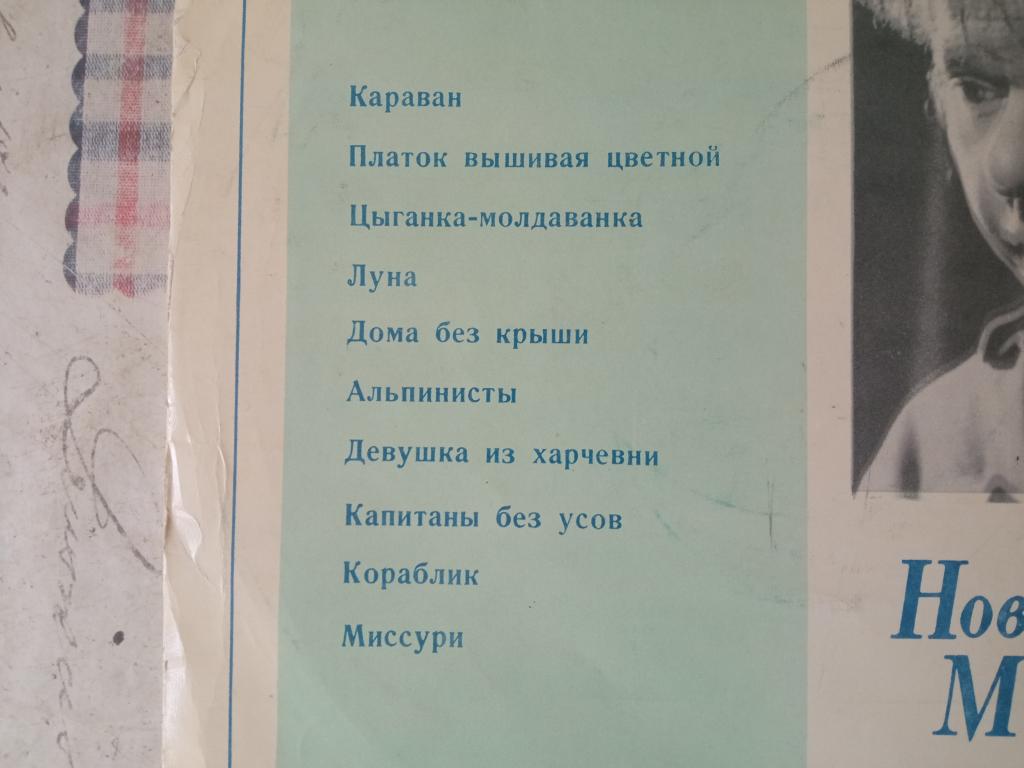 Караван
Платок вышивая цветной
Цыганка-молдаванка
Луна
Дома без крыши
Альпинисты
Девушка из харчевни
Капитаны без усов
Кораблик
Миссури
Нов
М